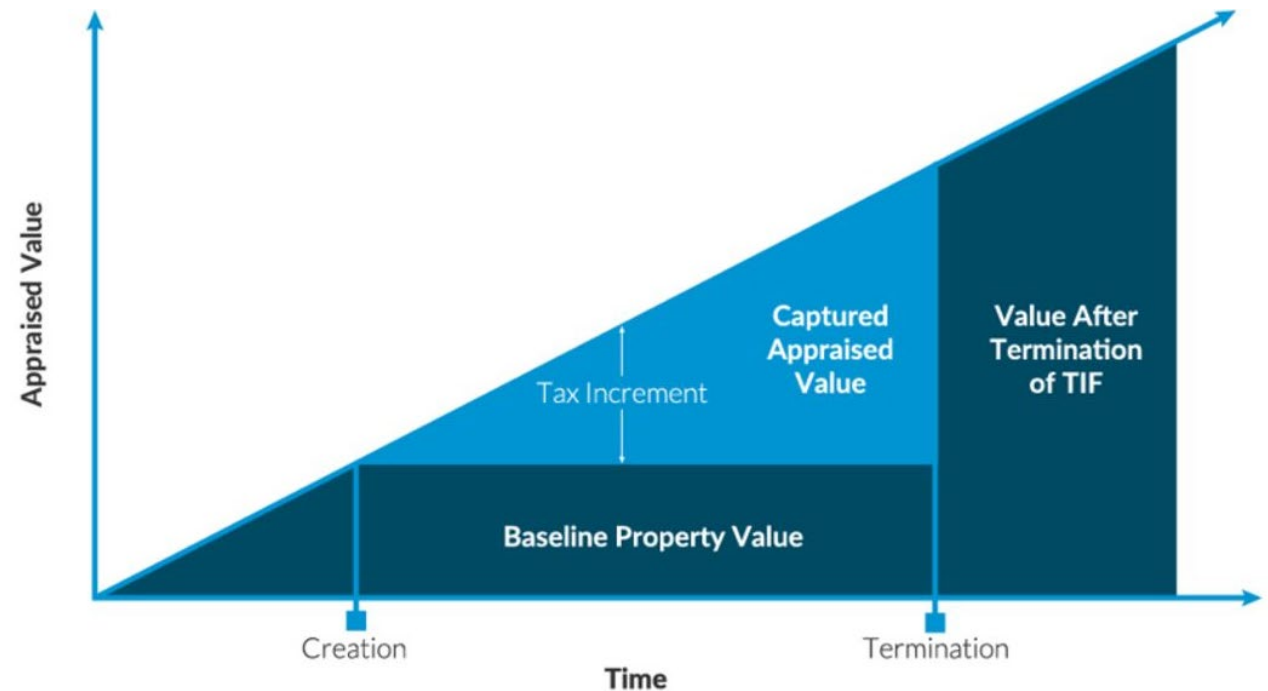 Appraised Value
Captured
Appraised
Value
Value After
Termination
of TIF
Tax Increment
Baseline Property Value
Creation
Termination
Time